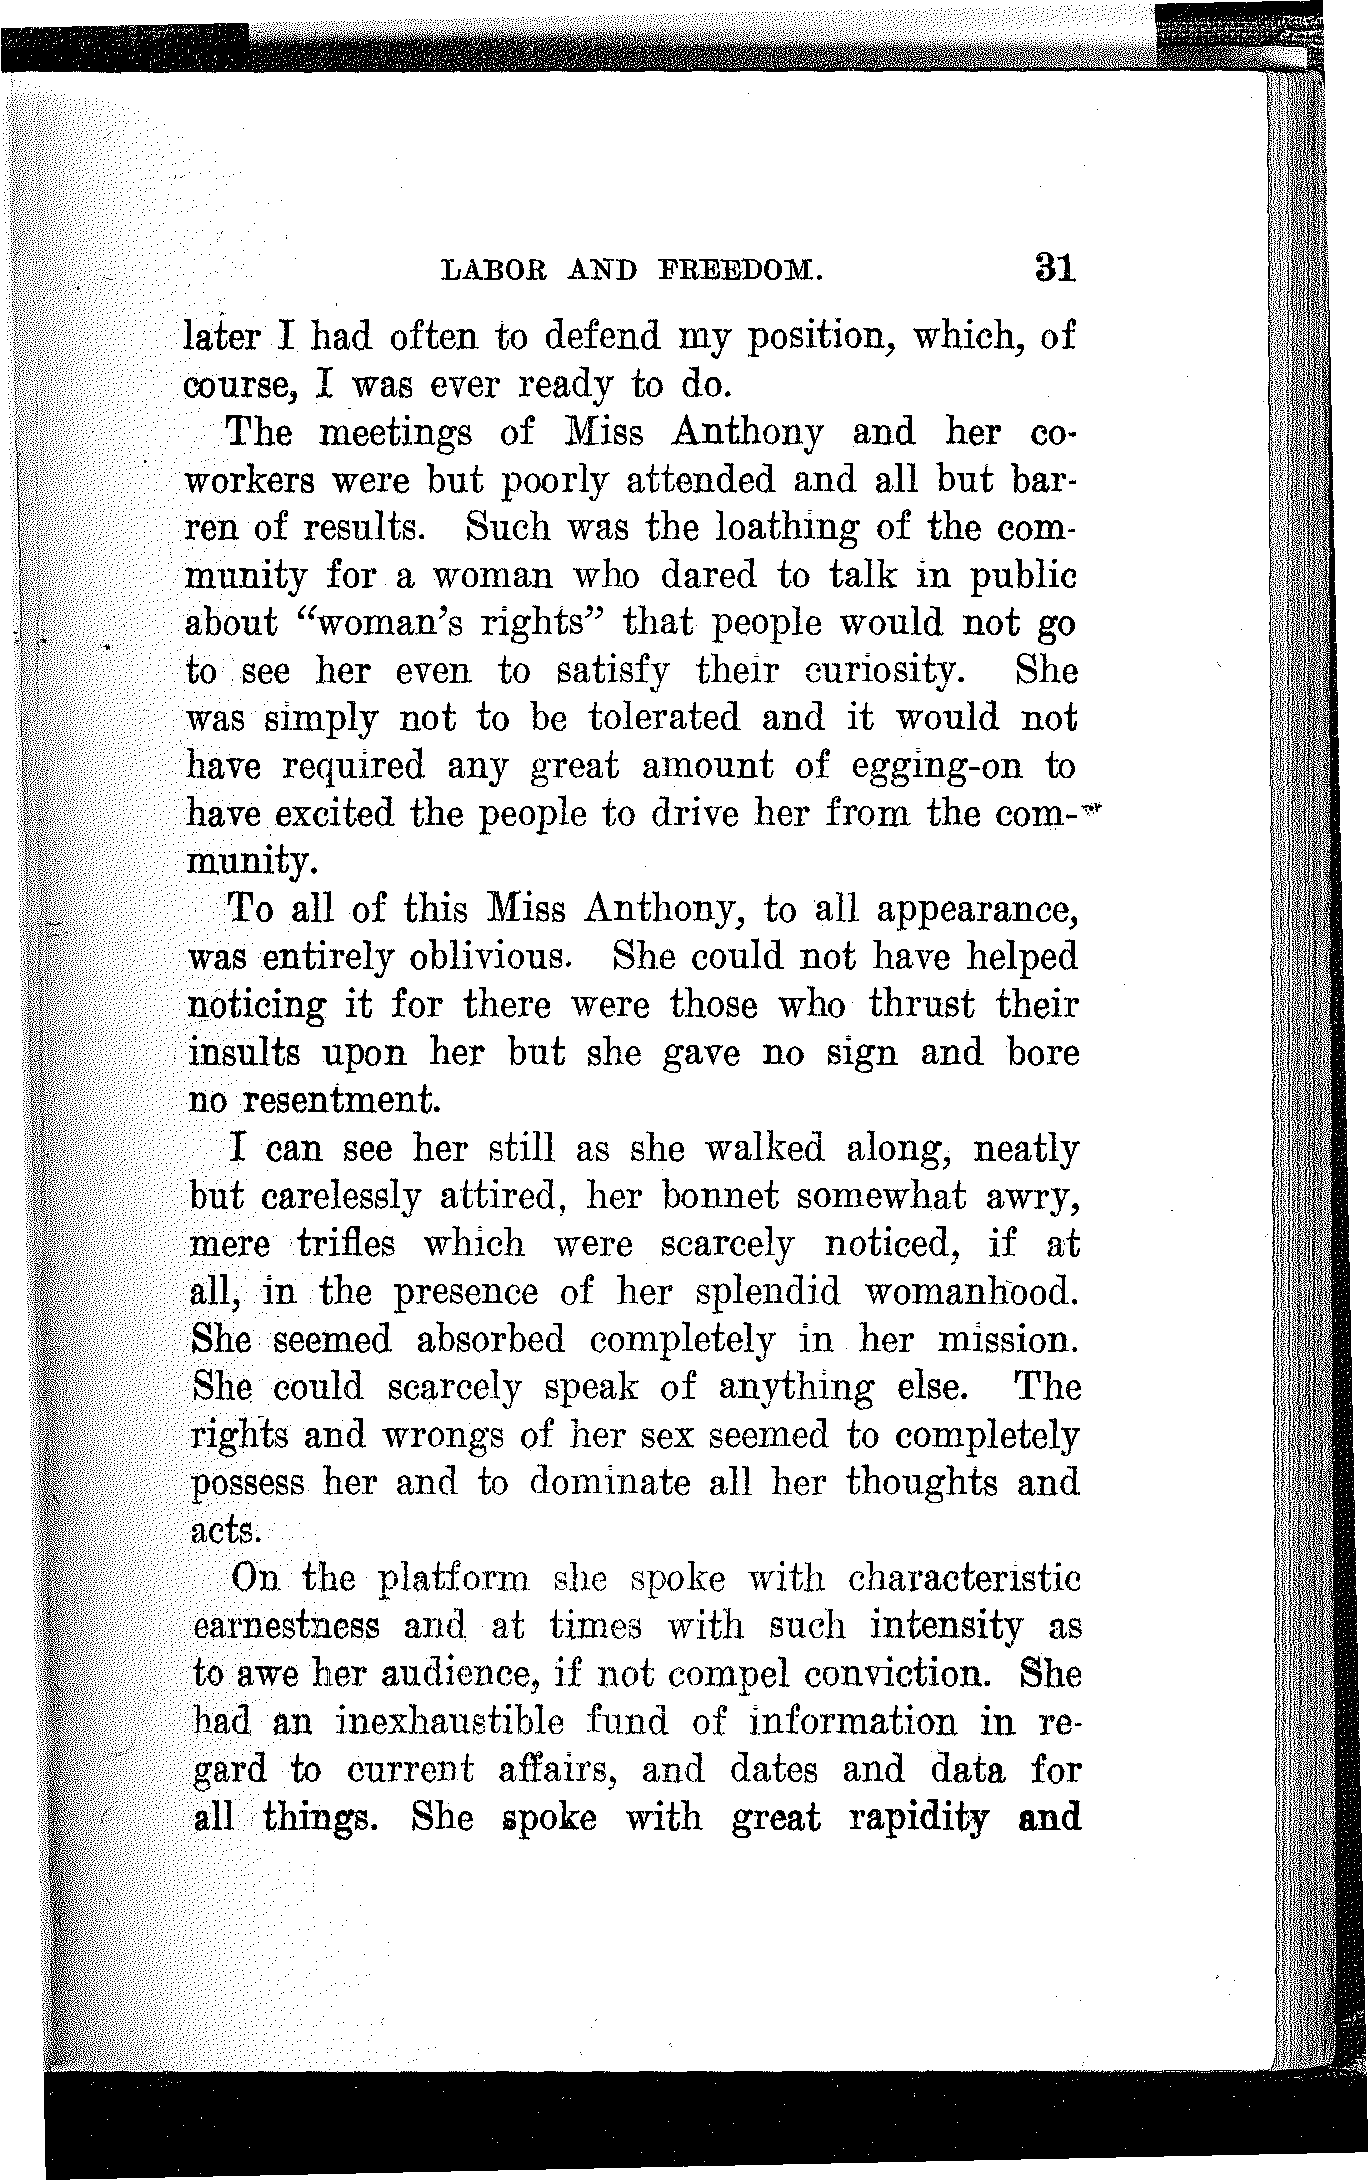 LABOR AND FREEDOM. 31
later I had often to defend my position, which, of
course, I was ever ready to do.
The meetings of Miss Anthony and her co-
workers were but poorly attended and all but bar-
ren of results. Such was the loathing of the com-
munity for a woman who dared to talk in public
about "woman's rights" that people would not go
to see her even to satisfy their curiosity. She
was simply not to be tolerated and it would not
have required any great amount of egging-on to
have excited the people to drive her from the com-
munity.
To all of this Miss Anthony, to all appearance,
was entirely oblivious. She could not have helped
noticing it for there were those who thrust their
insults upon her but she gave no sign and bore
no resentment.
I can see her still as she walked along, neatly
but carelessly attired, her bonnet somewhat awry,
mere trifles which were scarcely noticed, if at
all, in the presence of her splendid womanhood.
She seemed absorbed completely in her mission.
She could scarcely speak of anything else. The
rights and wrongs of her sex seemed to completely
possess her and to dominate all her thoughts and
acts.
On the platform she spoke with characteristic
earnestness and at times with such intensity as
to awe her audience, if not compel conviction. She
had an inexhaustible fund of information in re-
gard to current affairs, and dates and data for
all things. She spoke with great rapidity and